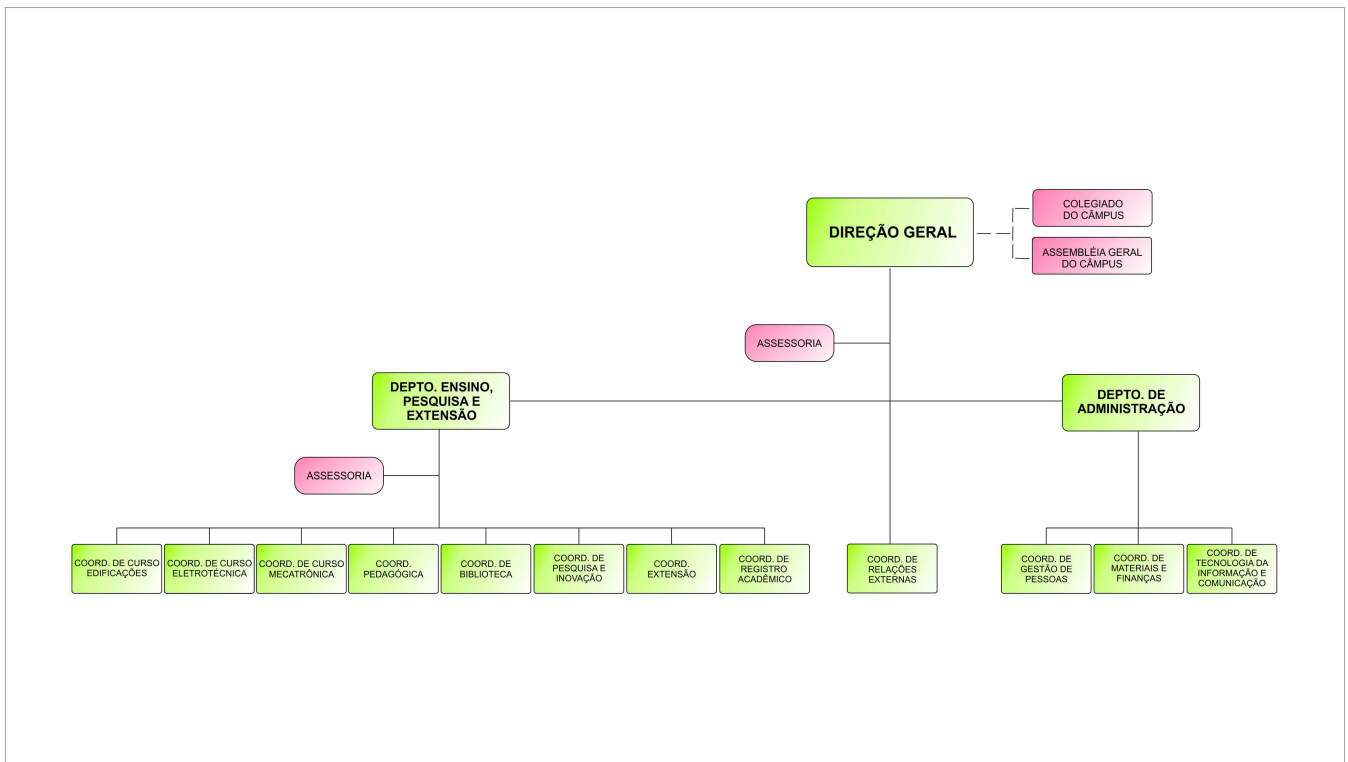 COLEGIADO
DO CÂMPUS
DIREÇÃO GERAL
ASSEMBLÉIA GERAL
DO CÂMPUS
ASSESSORIA
DEPTO. ENSINO,
PESQUISA E
EXTENSÃO
DEPTO. DE
ADMINISTRAÇÃO
ASSESSORIA
COORD. DE CURSO
EDIFICAÇÕES
COORD. DE CURSO
ELETROTÉCNICA
COORD. DE CURSO
MECATRÔNICA
COORD.
PEDAGÓGICA
COORD. DE
BIBLIOTECA
COORD. DE
PESQUISA E
INOVAÇÃO
COORD.
EXTENSÃO
COORD. DE
REGISTRO
ACADÊMICO
COORD. DE
RELAÇÕES
EXTERNAS
COORD. DE
GESTÃO DE
PESSOAS
COORD. DE
MATERIAIS E
FINANÇAS
COORD. DE
TECNOLOGIA DA
INFORMAÇÃO E
COMUNICAÇÃO